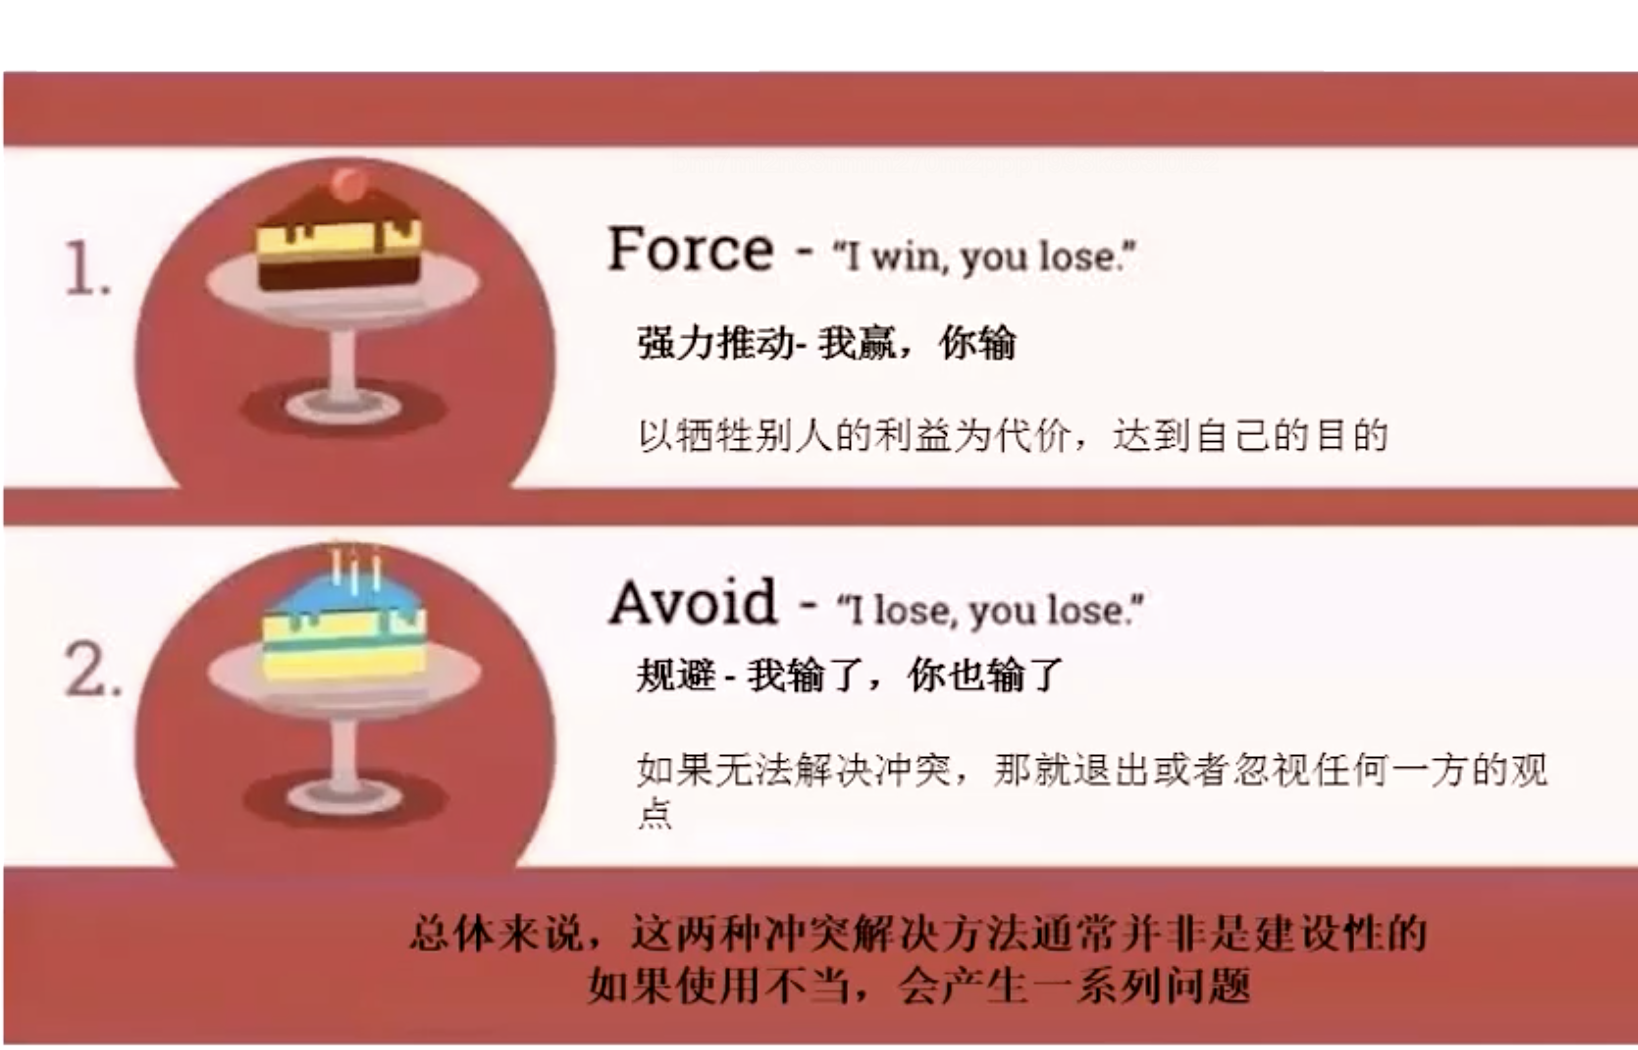 1.
Force - “I win, you lose.”
强力推动- 我赢，你输
以牺牲别人的利益为代价，达到自己的目的
2.
Avoid - “I lose, you lose.”
规避 - 我输了，你也输了
如果无法解决冲突，那就退出或者忽视任何一方的观
点
总体来说，这两种冲突解决方法通常并非是建设性的
如果使用不当，会产生一系列问题